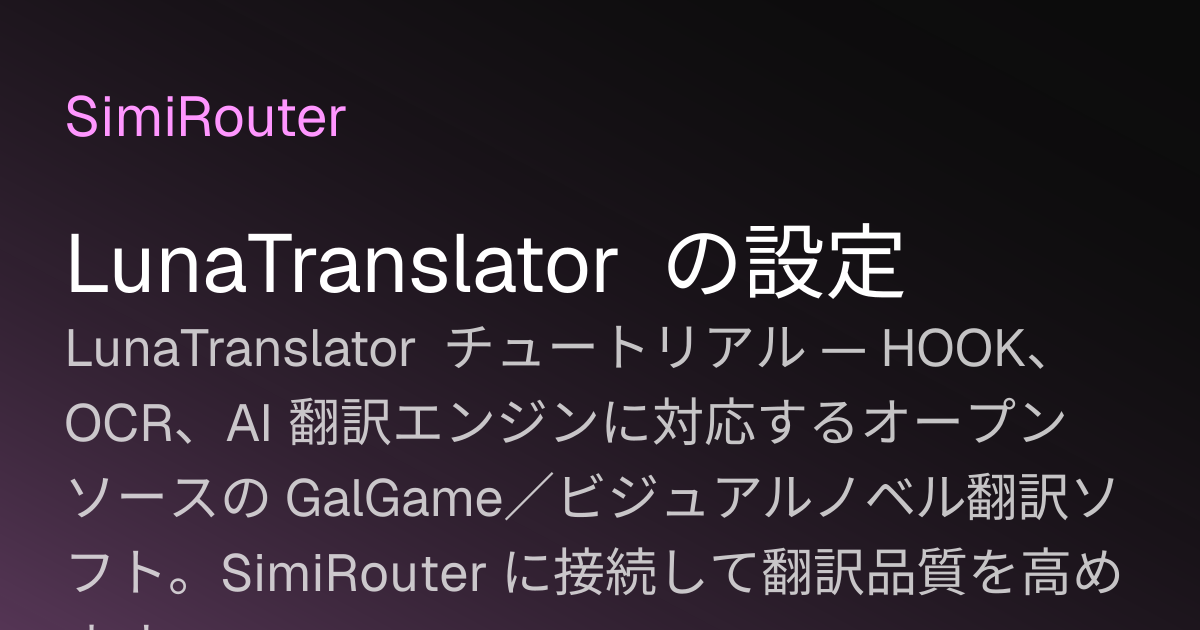 SimiRouter
LunaTranslator の設定
LunaTranslator チュートリアル — HOOK、
OCR、AI 翻訳エンジンに対応するオープン
ソースの GalGame／ビジュアルノベル翻訳ソ
フト。SimiRouter に接続して翻訳品質を高め